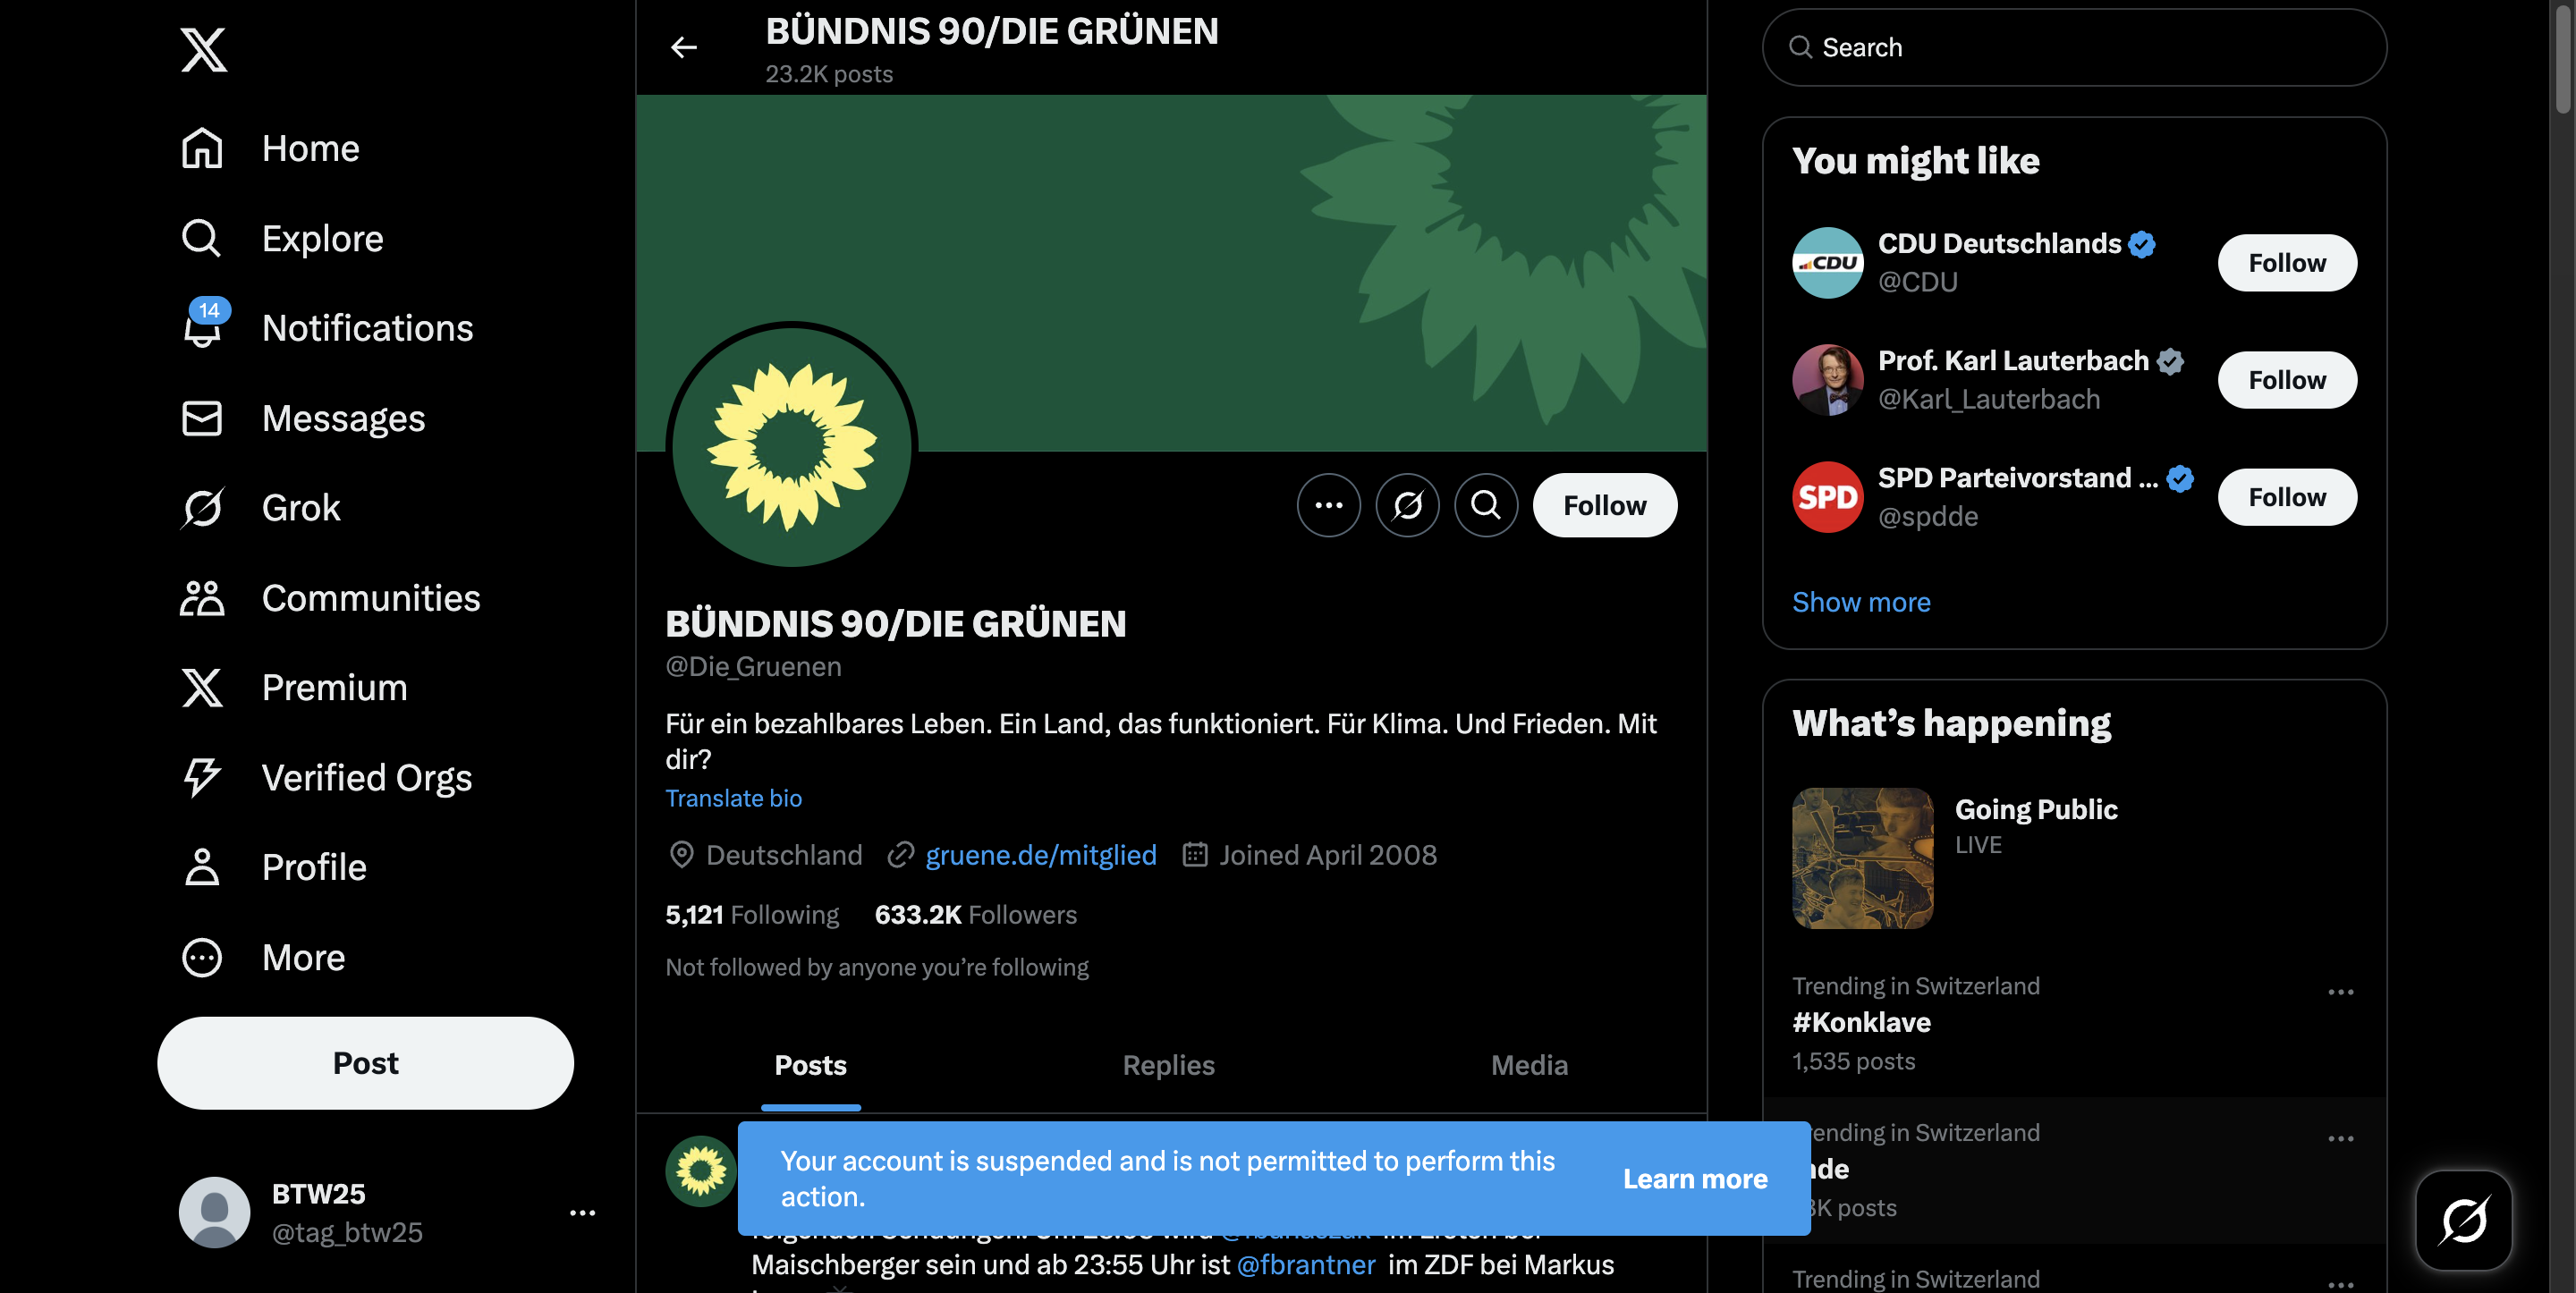 Home
Explore
14
Notifications
Messages
Grok
Communities
Premium
Verified Orgs
Profile
More
Post
BTW25
@tag_btw25
BÜNDNIS 90/DIE GRÜNEN
23.2K posts
Follow
BÜNDNIS 90/DIE GRÜNEN
@Die_Gruenen
Für ein bezahlbares Leben. Ein Land, das funktioniert. Für Klima. Und Frieden. Mit
dir?
Translate bio
Deutschland gruene.de/mitglied Joined April 2008
5,121 Following 633.2K Followers
Not followed by anyone you’re following
Posts Replies Media
Your account is suspended and is not permitted to perform this
action.
Learn more
Maischberger sein und ab 23:55 Uhr ist @fbrantner im ZDF bei Markus
Search
You might like
CDU
CDU Deutschlands
@CDU
Follow
Prof. Karl Lauterbach
@Karl_Lauterbach
Follow
SPD
SPD Parteivorstand ...
@spdde
Follow
Show more
What’s happening
Going Public
LIVE
Trending in Switzerland
#Konklave
1,535 posts
in Switzerland
posts
Trending in Switzerland